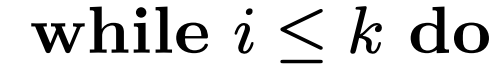 while i ≤ k do